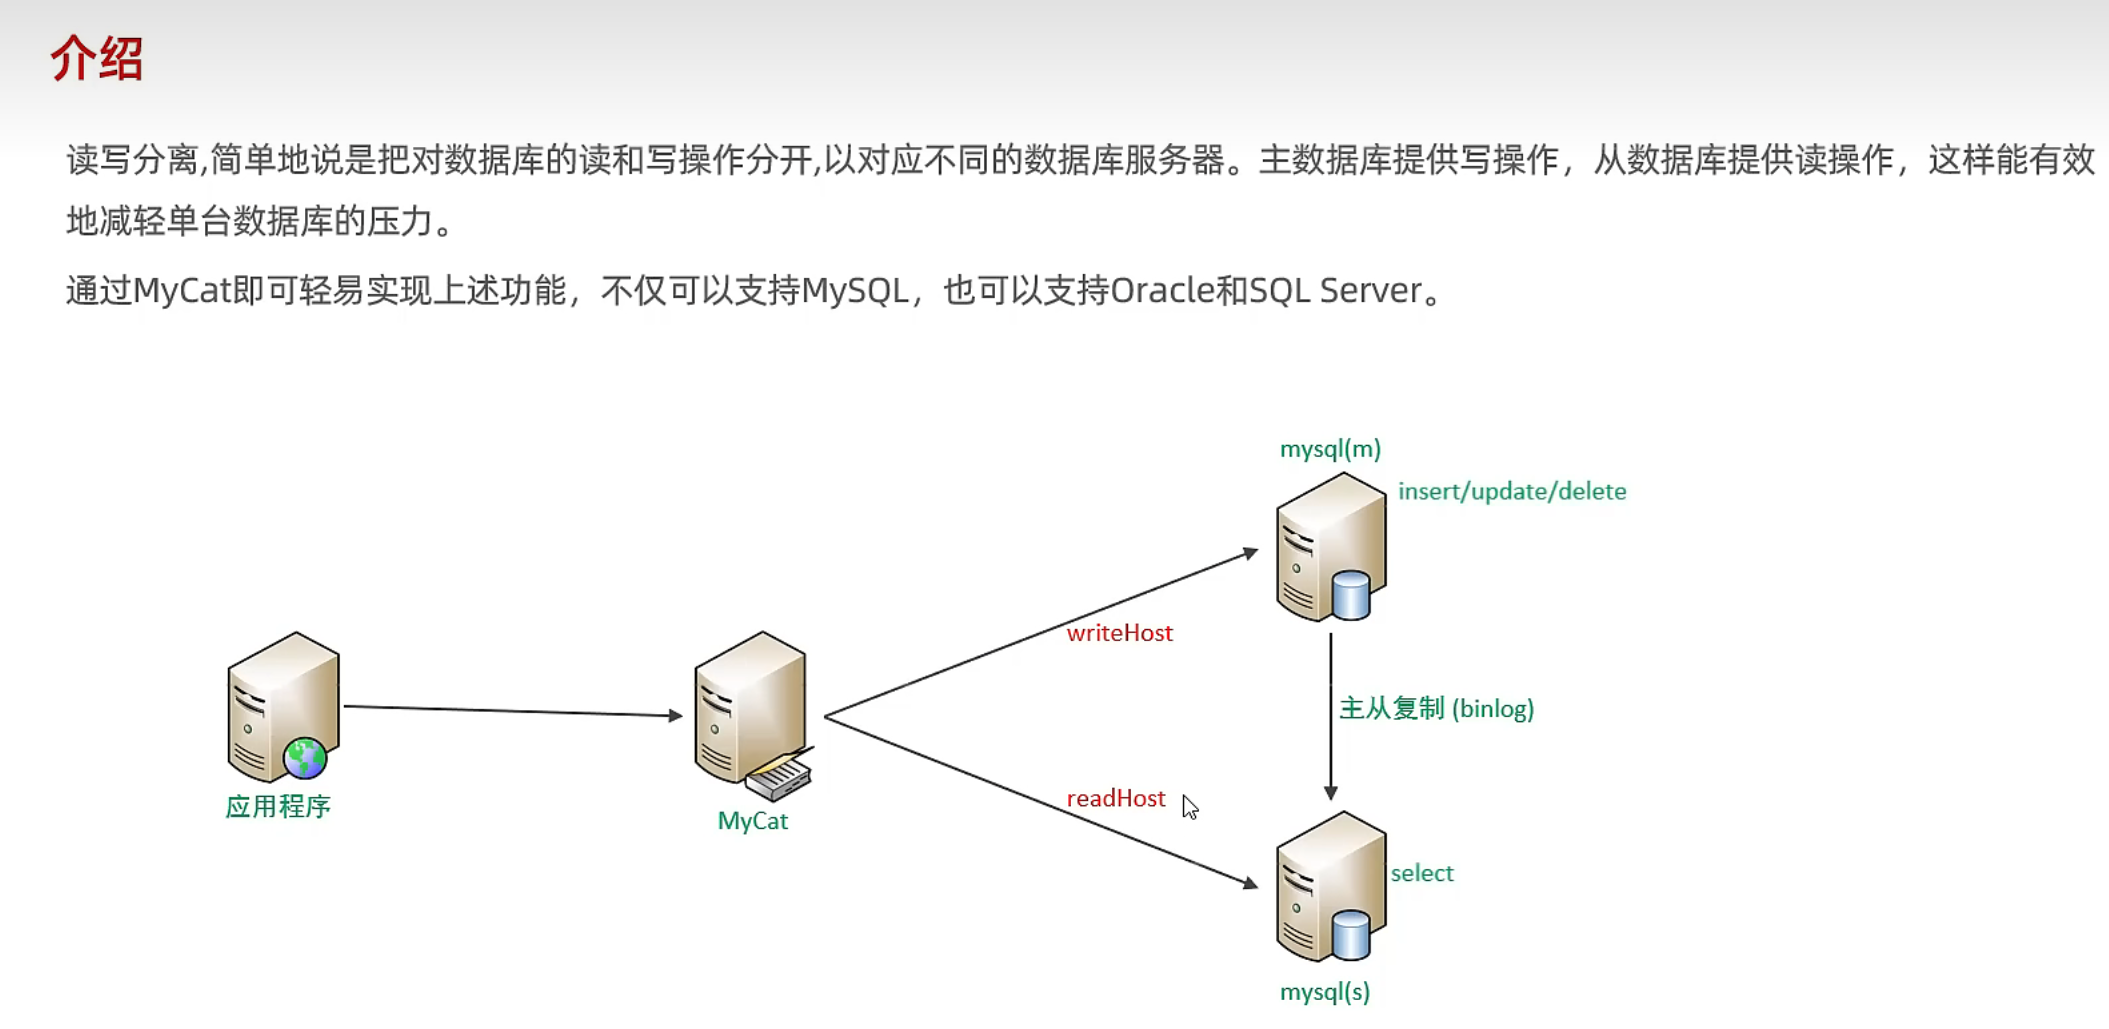 介绍
读写分离,简单地说是把对数据库的读和写操作分开,以对应不同的数据库服务器。主数据库提供写操作，从数据库提供读操作，这样能有效
地减轻单台数据库的压力。
通过MyCat即可轻易实现上述功能，不仅可以支持MySQL，也可以支持Oracle和SQL Server。
mysql(m)
insert/update/delete
writeHost
主从复制 (binlog)
readHost
应用程序
MyCat
select
mysql(s)